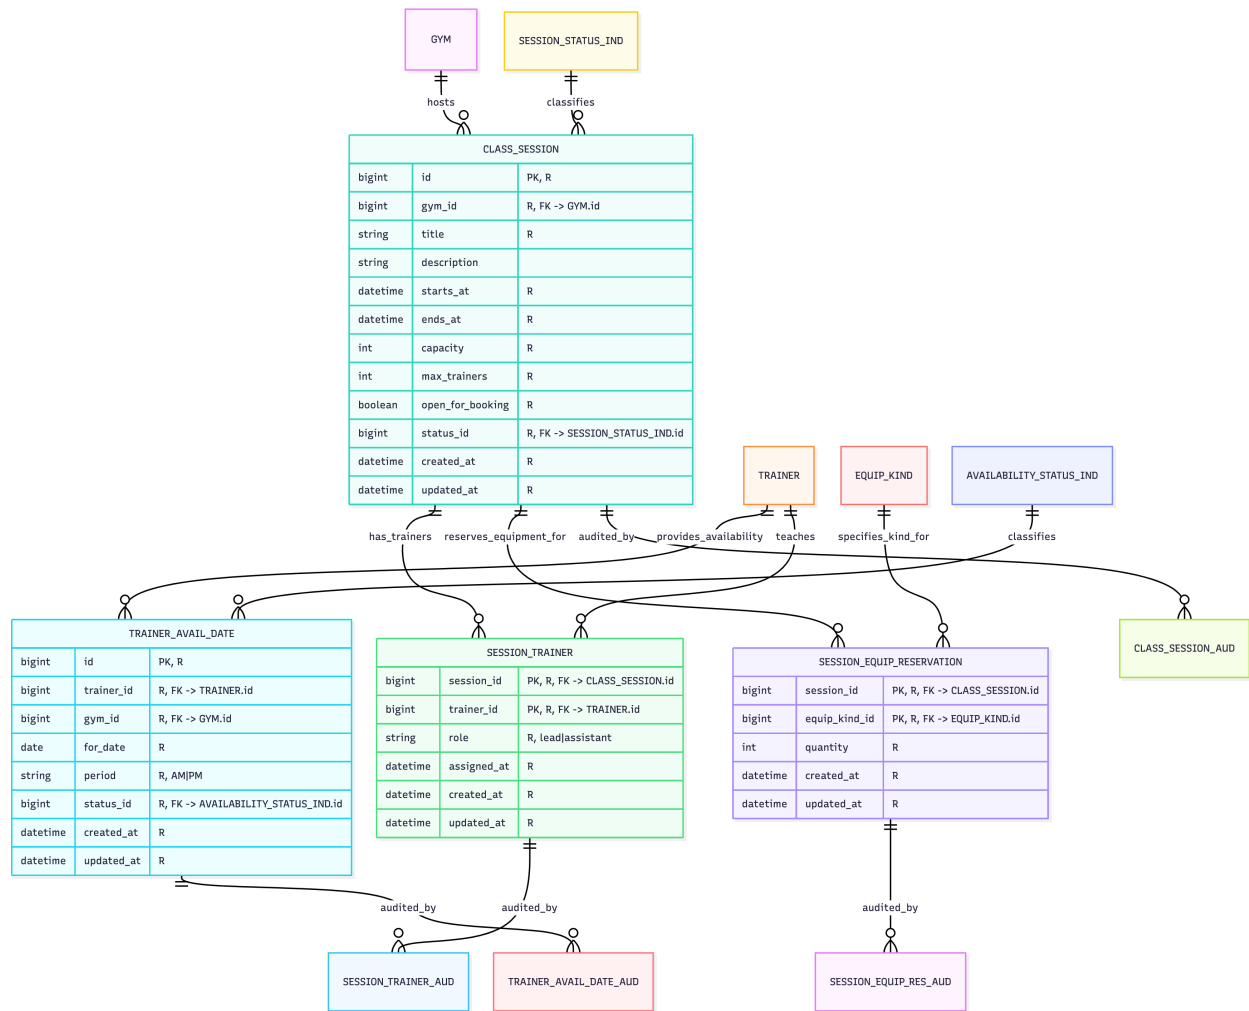 GYM
SESSION_STATUS_IND
hosts
classifies
CLASS_SESSION
bigint id PK, R
bigint gym_id R, FK -> GYM.id
string title R
string description
datetime starts_at R
datetime ends_at R
int capacity R
int max_trainers R
boolean open_for_booking R
bigint status_id R, FK -> SESSION_STATUS_IND.id
datetime created_at R
datetime updated_at R
TRAINER
EQUIP_KIND
AVAILABILITY_STATUS_IND
has_trainers
reserves_equipment_for
audited_by
provides_availability
teaches
specifies_kind_for
classifies
TRAINER_AVAIL_DATE
bigint id PK, R
bigint trainer_id R, FK -> TRAINER.id
bigint gym_id R, FK -> GYM.id
date for_date R
string period R, AM|PM
bigint status_id R, FK -> AVAILABILITY_STATUS_IND.id
datetime created_at R
datetime updated_at R
SESSION_TRAINER
bigint session_id PK, R, FK -> CLASS_SESSION.id
bigint trainer_id PK, R, FK -> TRAINER.id
string role R, lead|assistant
datetime assigned_at R
datetime created_at R
datetime updated_at R
SESSION_EQUIP_RESERVATION
bigint session_id PK, R, FK -> CLASS_SESSION.id
bigint equip_kind_id PK, R, FK -> EQUIP_KIND.id
int quantity R
datetime created_at R
datetime updated_at R
CLASS_SESSION_AUD
audited_by
audited_by
audited_by
SESSION_TRAINER_AUD
TRAINER_AVAIL_DATE_AUD
SESSION_EQUIP_RES_AUD